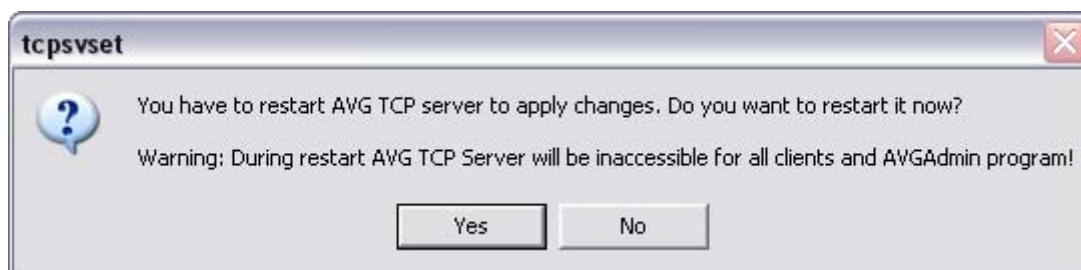 tcpsvset
You have to restart AVG TCP server to apply changes. Do you want to restart it now?
Warning: During restart AVG TCP Server will be inaccessible for all clients and AVGAdmin program!
Yes No